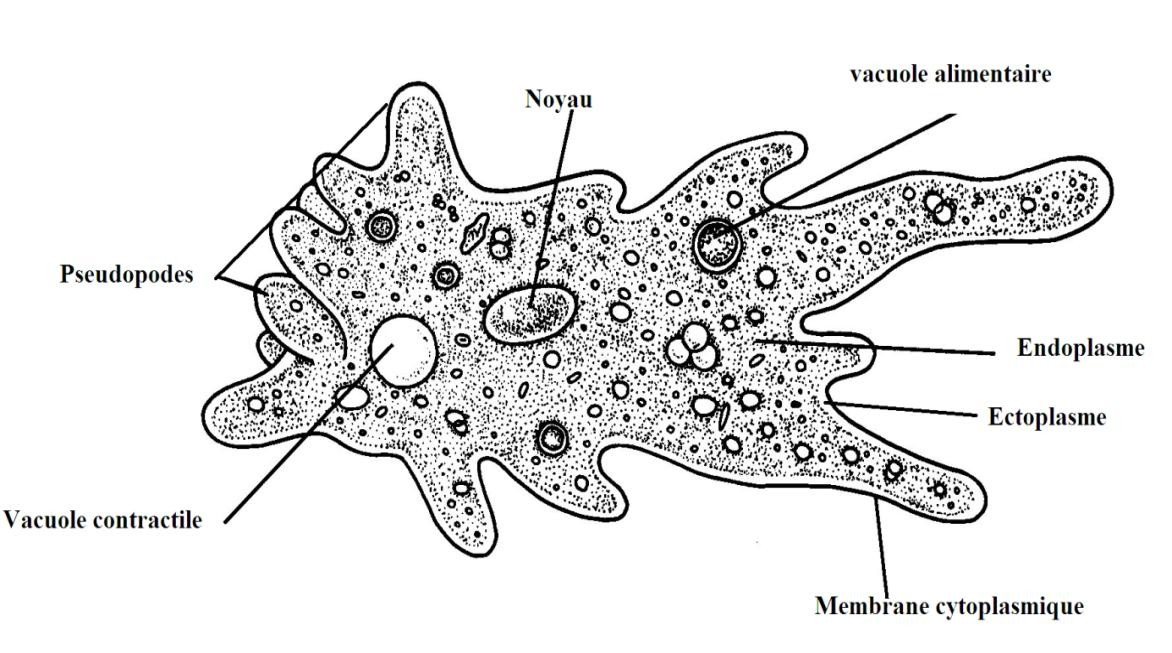 vacuole alimentaire
Noyau
Pseudopodes
Endoplasme
Ectoplasme
Vacuole contractile
Membrane cytoplasmique